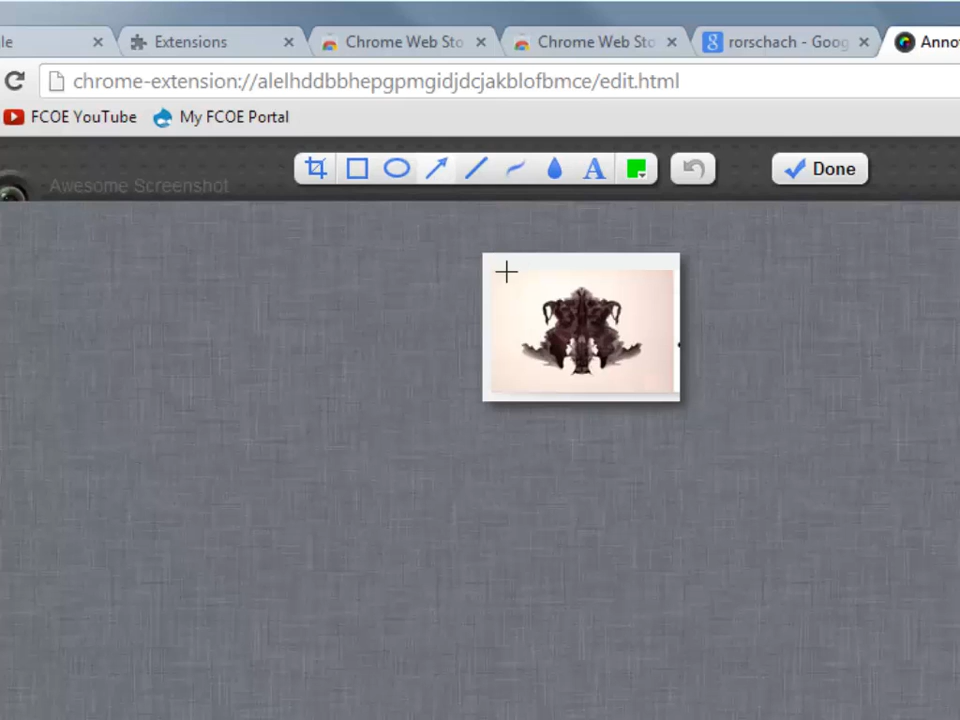 le Extensions Chrome Web Sto Chrome Web Sto rorschach - Goog Anno
chrome-extension://alelhddbbhepgpmgidjdcjakblofbmce/edit.html
FCOE YouTube My FCOE Portal
Awesome Screenshot A Done